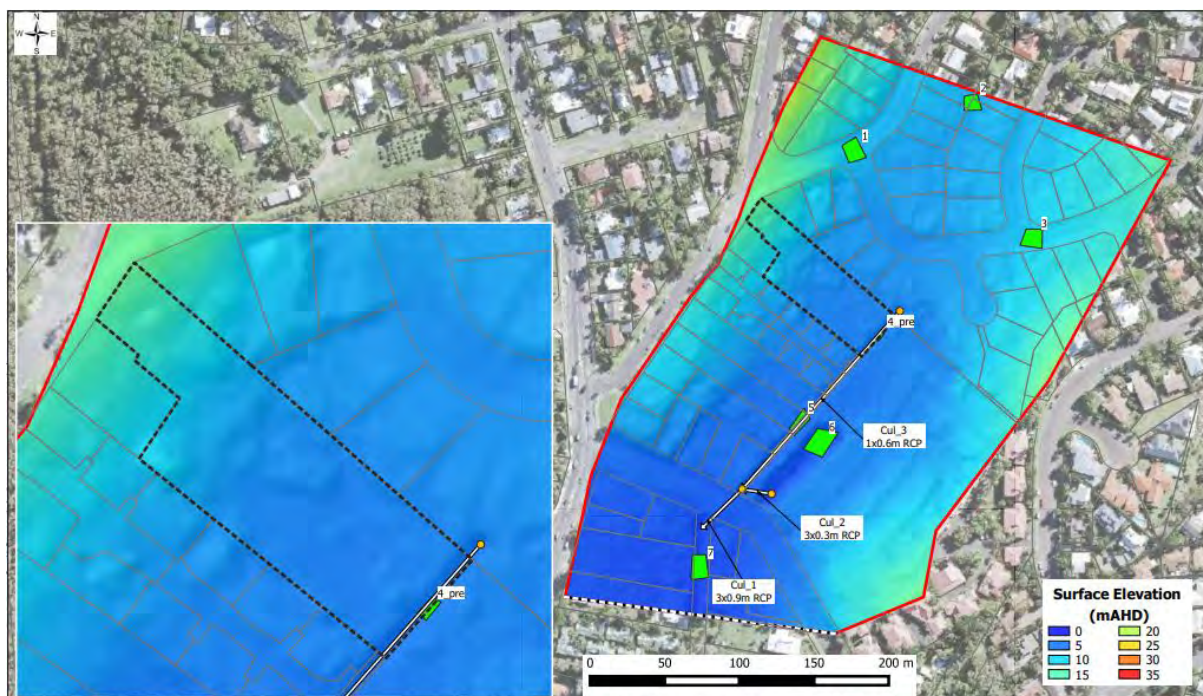 N
W E
S
1
2
3
4_pre
5
6
Cul_3
1x0.6m RCP
Cul_2
3x0.3m RCP
7
Cul_1
3x0.9m RCP
4_pre
Surface Elevation
(mAHD)
0 20
5 25
10 30
15 35
0 50 100 150 200 m